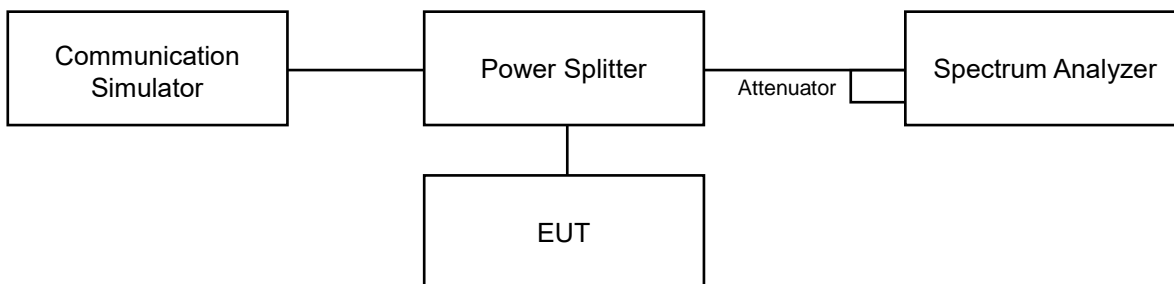 Communication
Simulator
Power Splitter
Attenuator
Spectrum Analyzer
EUT